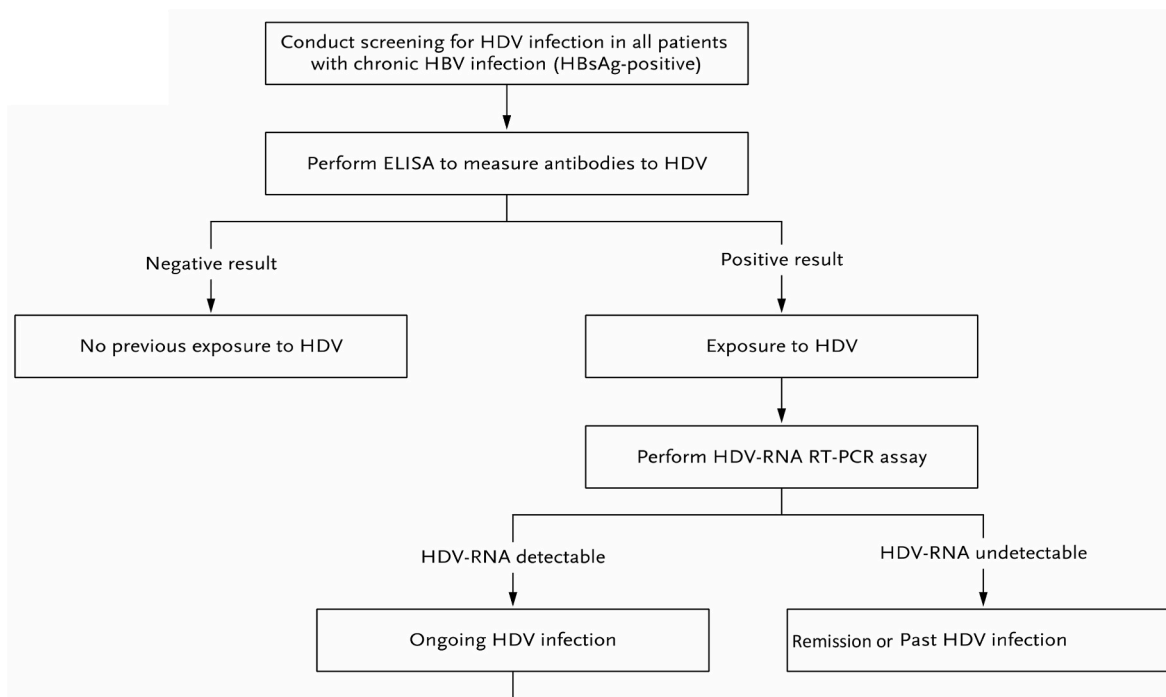 Conduct screening for HDV infection in all patients
with chronic HBV infection (HBsAg-positive)
Perform ELISA to measure antibodies to HDV
Negative result
Positive result
No previous exposure to HDV
Exposure to HDV
Perform HDV-RNA RT-PCR assay
HDV-RNA detectable
HDV-RNA undetectable
Ongoing HDV infection
Remission or Past HDV infection